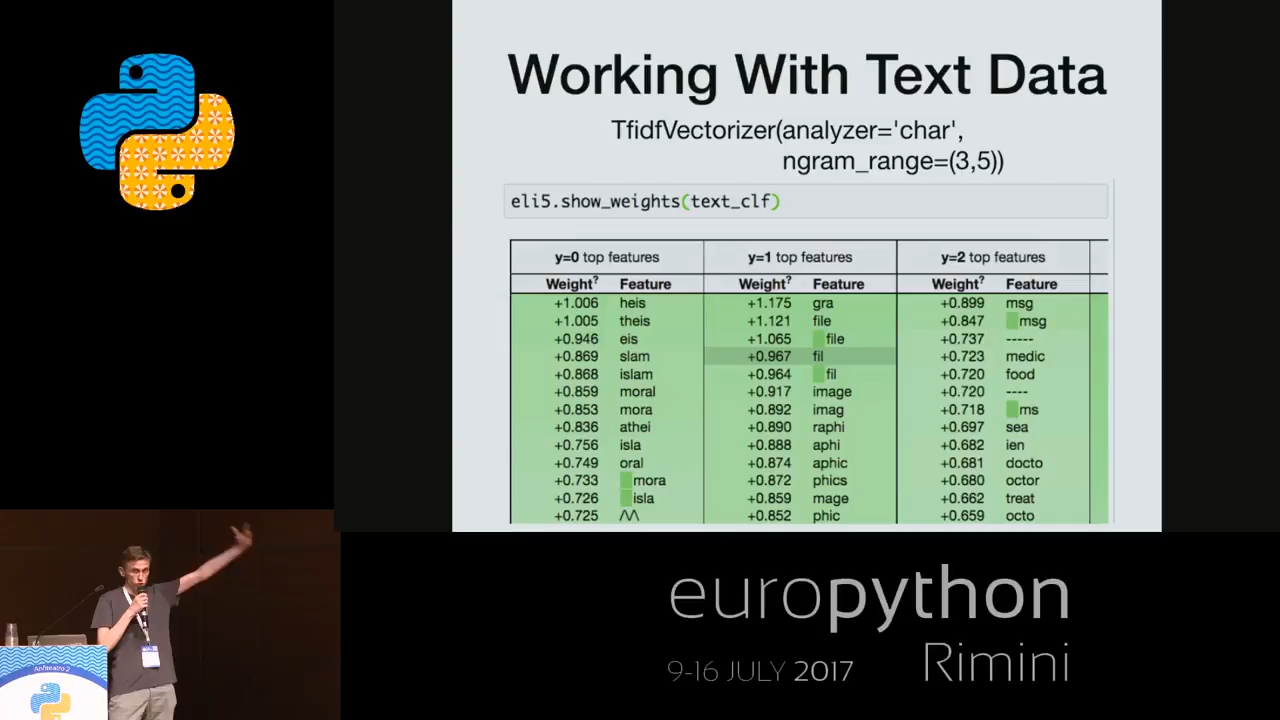 Working With Text Data
TfidfVectorizer(analyzer='char',
ngram_range=(3,5))
eli5.show_weights(text_clf)
y=0 top features y=1 top features y=2 top features
Weight? Feature Weight? Feature Weight? Feature
+1.006 heis +1.175 gra +0.899 msg
+1.005 theis +1.121 file +0.847 msg
+0.946 eis +1.065 file +0.737 -----
+0.869 slam +0.967 fil +0.723 medic
+0.868 islam +0.964 fil +0.720 food
+0.859 moral +0.917 image +0.720 ----
+0.853 mora +0.892 imag +0.718 ms
+0.836 athei +0.890 raphi +0.697 sea
+0.756 isla +0.888 aphi +0.682 ien
+0.749 oral +0.874 aphic +0.681 docto
+0.733 mora +0.872 phics +0.680 octor
+0.726 isla +0.859 mage +0.662 treat
+0.725 /\/\ +0.852 phic +0.659 octo
Anfiteatro 2
europython
Rimini
9-16 JULY 2017